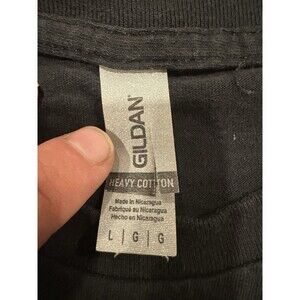 GILDAN
HEAVY COTTON
Made in Nicaragua
Fabriqué au Nicaragua
Hecho en Nicaragua
L | G | G